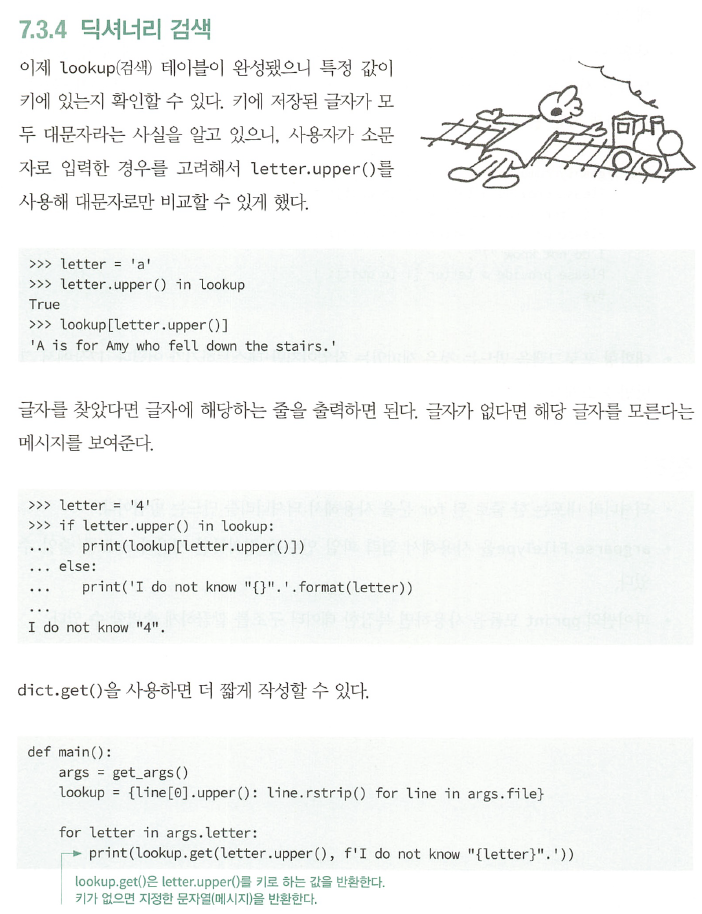 7.3.4 딕셔너리 검색
이제 lookup(검색) 테이블이 완성됐으니 특정 값이
키에 있는지 확인할 수 있다. 키에 저장된 글자가 모
두 대문자라는 사실을 알고 있으니, 사용자가 소문
자로 입력한 경우를 고려해서 letter.upper()를
사용해 대문자로만 비교할 수 있게 했다.
>>> letter = 'a'
>>> letter.upper() in lookup
True
>>> lookup[letter.upper()]
'A is for Amy who fell down the stairs.'
글자를 찾았다면 글자에 해당하는 줄을 출력하면 된다. 글자가 없다면 해당 글자를 모른다는
메시지를 보여준다.
>>> letter = '4'
>>> if letter.upper() in lookup:
...     print(lookup[letter.upper()])
... else:
...     print('I do not know "{}".'.format(letter))
...
I do not know "4".
dict.get()을 사용하면 더 짧게 작성할 수 있다.
def main():
    args = get_args()
    lookup = {line[0].upper(): line.rstrip() for line in args.file}
    for letter in args.letter:
        print(lookup.get(letter.upper(), f'I do not know "{letter}".'))
lookup.get()은 letter.upper()를 키로 하는 값을 반환한다.
키가 없으면 지정한 문자열(메시지)을 반환한다.